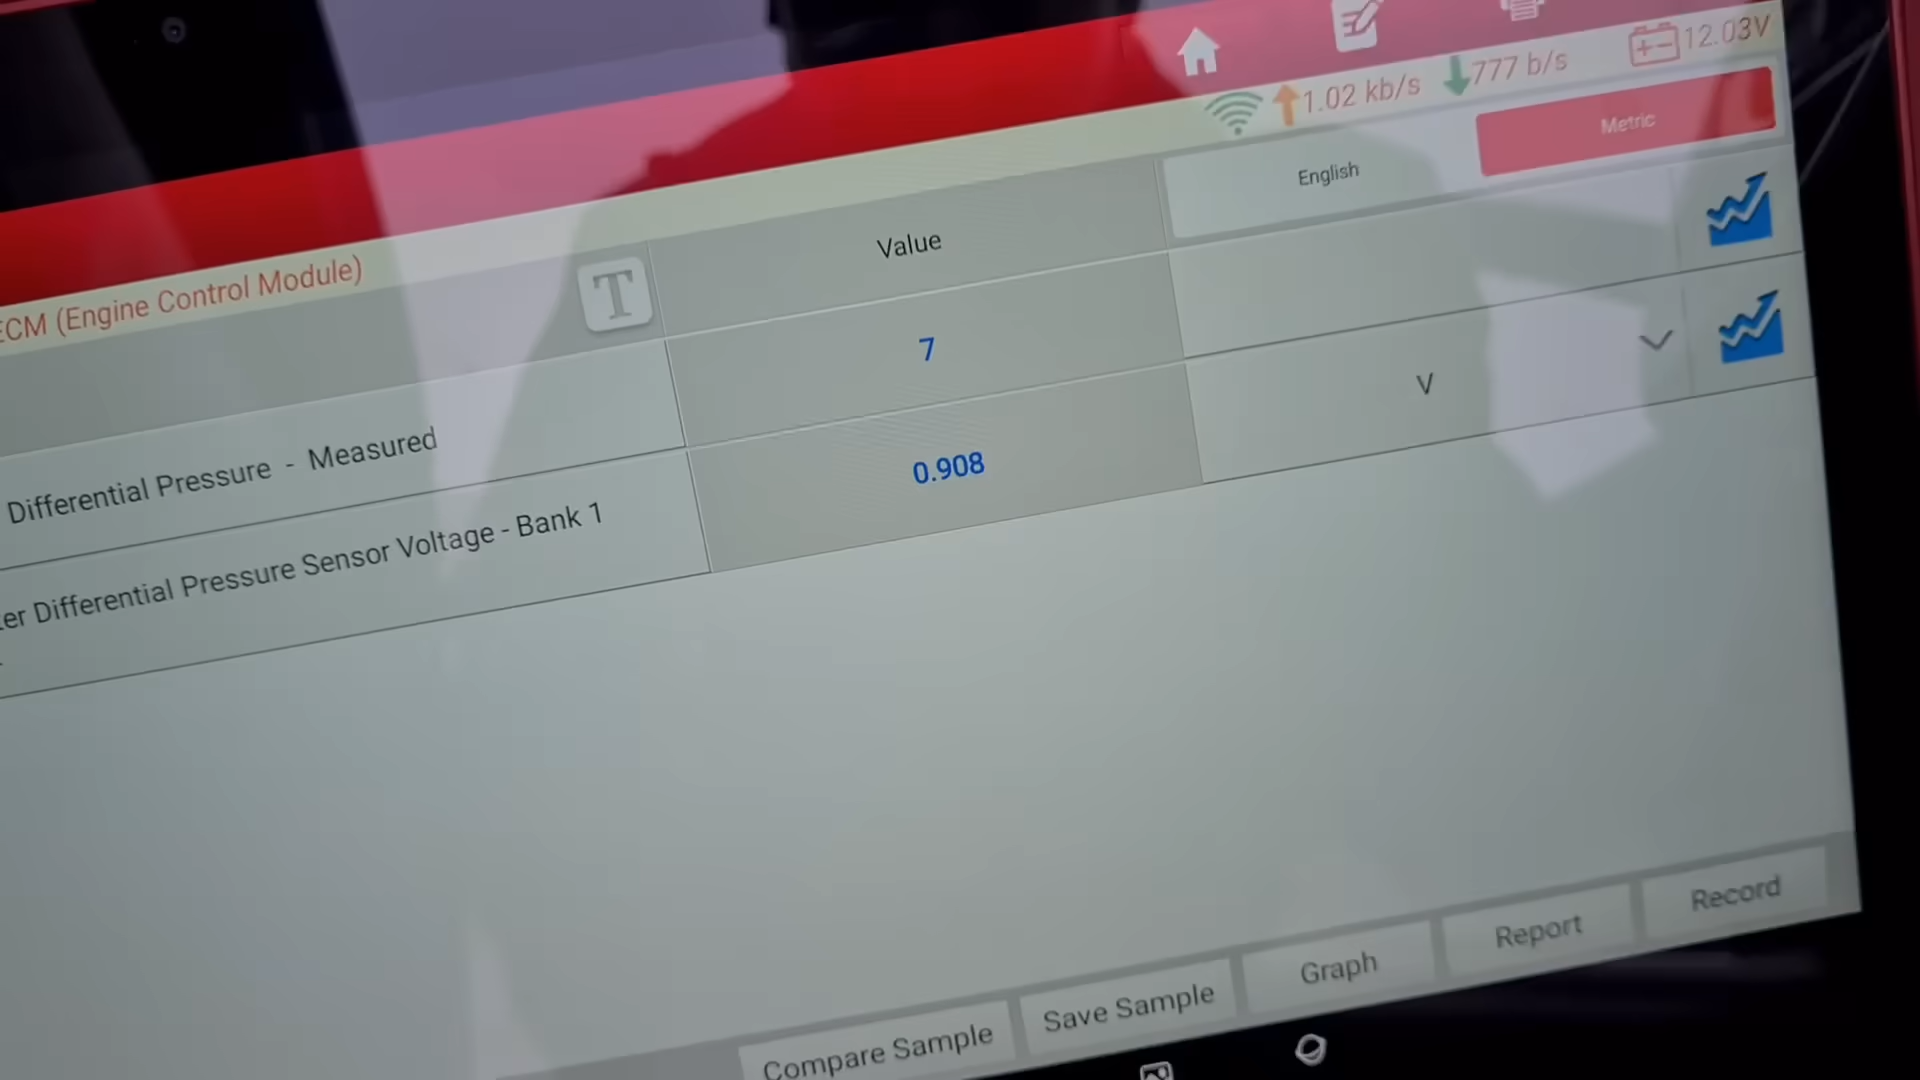 1.02 kb/s 777 b/s 12.03V
ECM (Engine Control Module)
T Value English Metric
Differential Pressure - Measured 7
Differential Pressure Sensor Voltage - Bank 1 0.908 V
Compare Sample Save Sample Graph Report Record